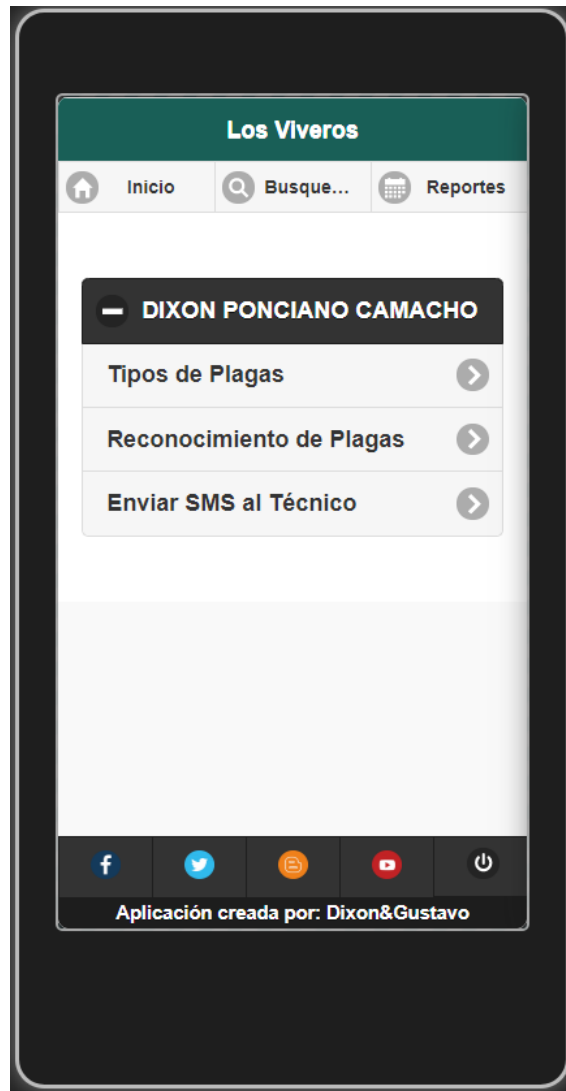 Los Viveros
Inicio Busque... Reportes
DIXON PONCIANO CAMACHO
Tipos de Plagas
Reconocimiento de Plagas
Enviar SMS al Técnico
Aplicación creada por: Dixon&Gustavo